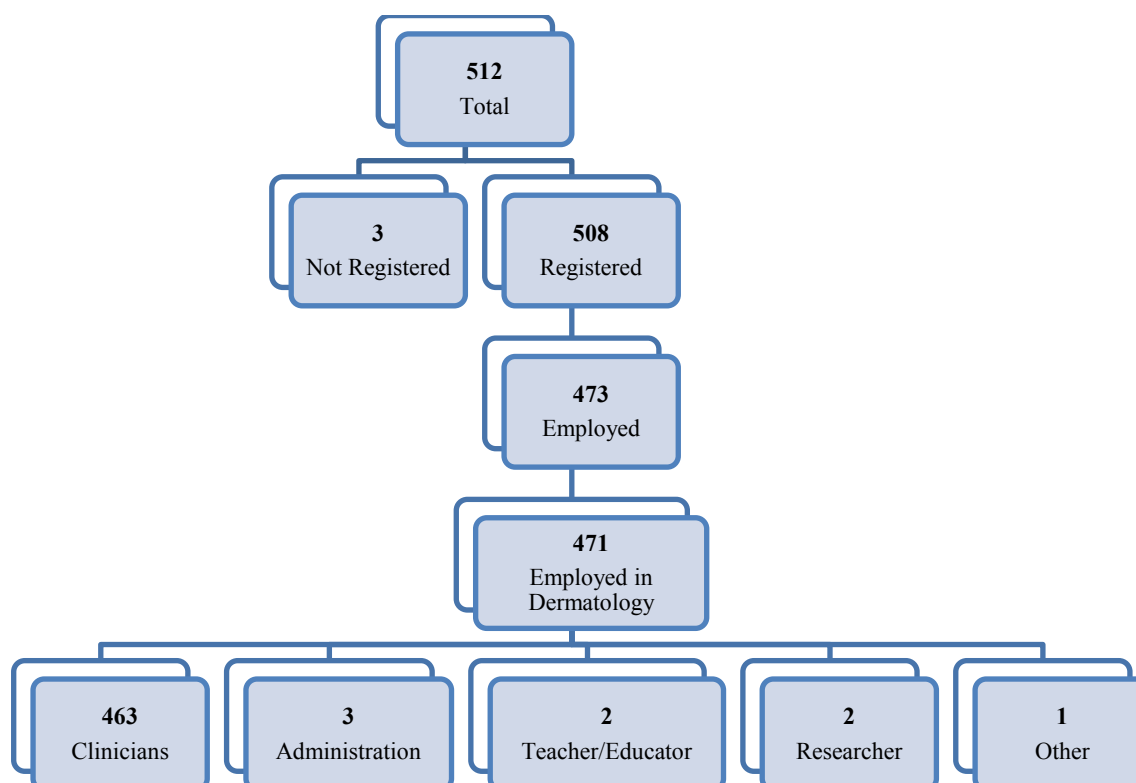 512
Total
3
Not Registered
508
Registered
473
Employed
471
Employed in
Dermatology
463
Clinicians
3
Administration
2
Teacher/Educator
2
Researcher
1
Other